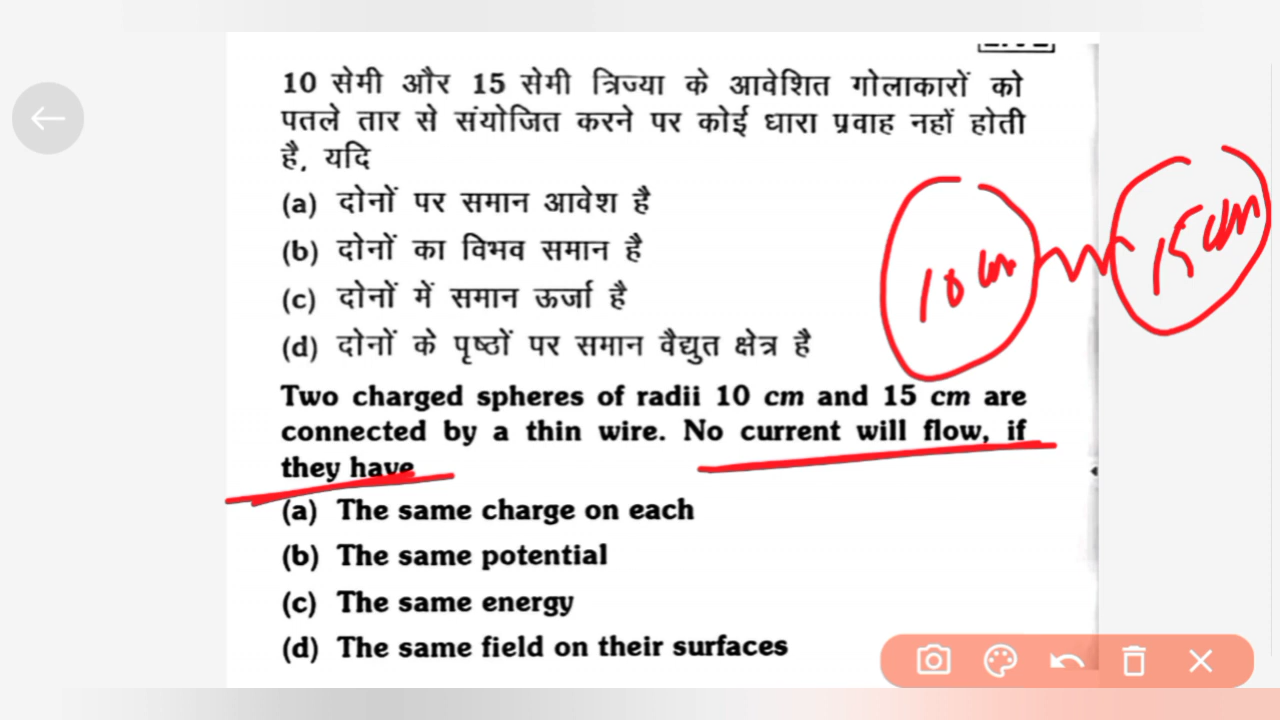 10 सेमी और 15 सेमी त्रिज्या के आवेशित गोलाकारों को
पतले तार से संयोजित करने पर कोई धारा प्रवाह नहीं होती
है, यदि
(a) दोनों पर समान आवेश है
(b) दोनों का विभव समान है
(c) दोनों में समान ऊर्जा है
(d) दोनों के पृष्ठों पर समान वैद्युत क्षेत्र है
10 cm
15 cm
Two charged spheres of radii 10 cm and 15 cm are
connected by a thin wire. No current will flow, if
they have
(a) The same charge on each
(b) The same potential
(c) The same energy
(d) The same field on their surfaces